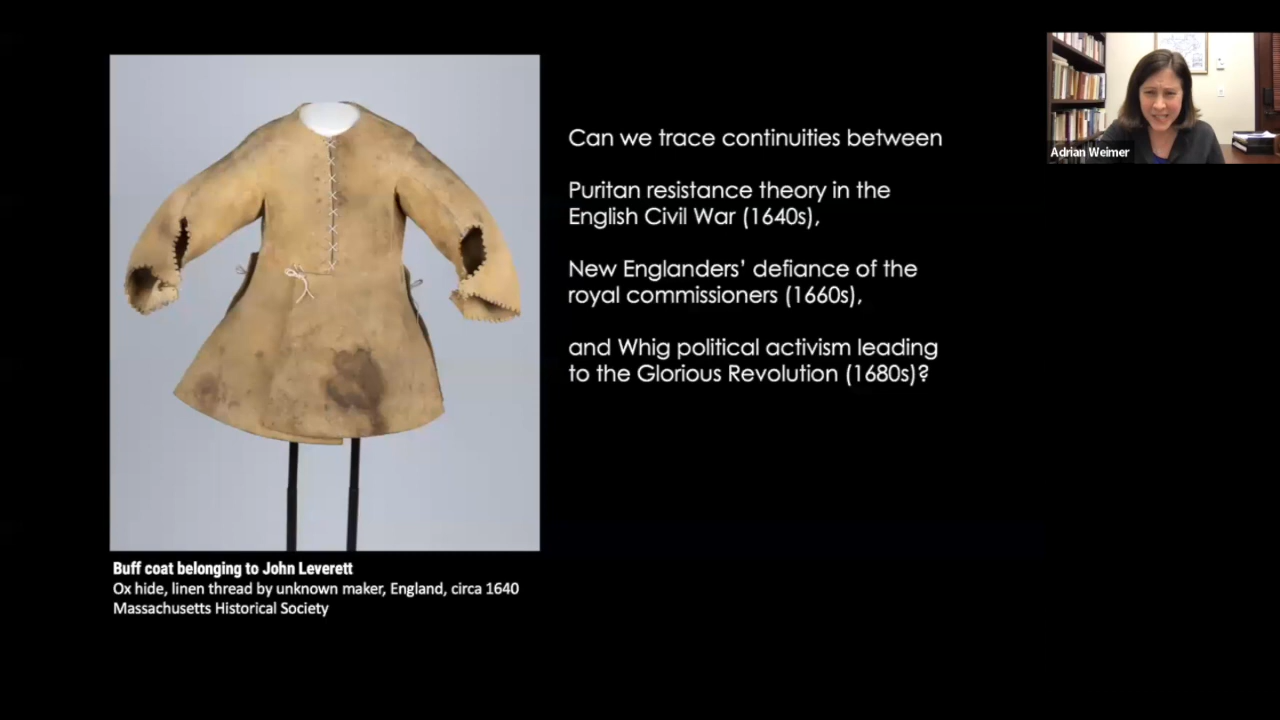 Can we trace continuities between
Puritan resistance theory in the
English Civil War (1640s),
New Englanders’ defiance of the
royal commissioners (1660s),
and Whig political activism leading
to the Glorious Revolution (1680s)?
Buff coat belonging to John Leverett
Ox hide, linen thread by unknown maker, England, circa 1640
Massachusetts Historical Society
Adrian Weimer